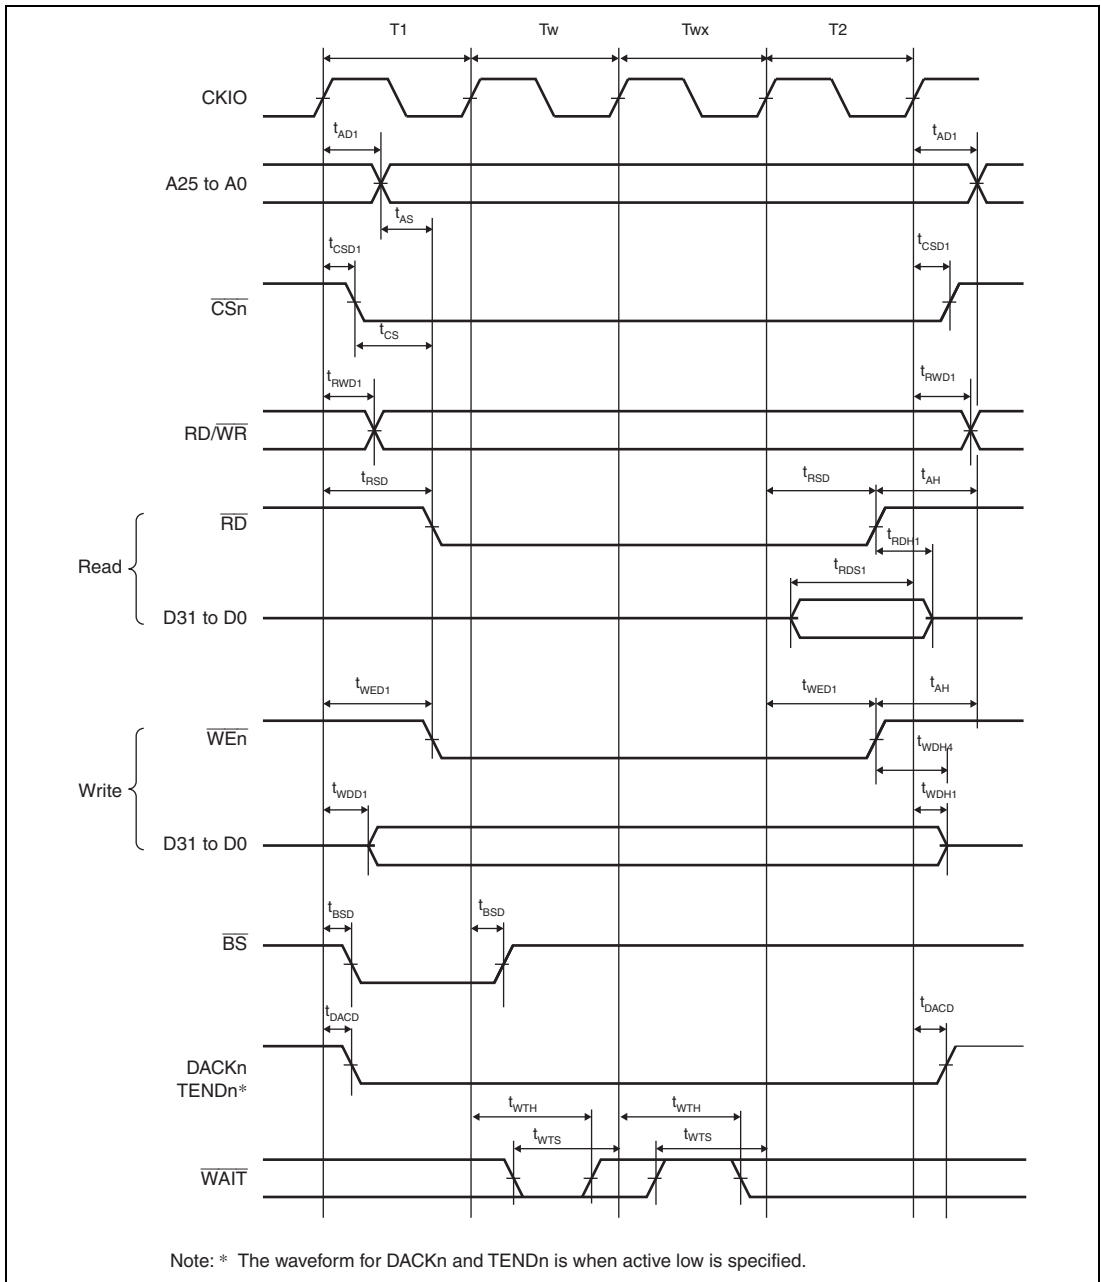 T1 Tw Twx T2
CKIO
tAD1 tAD1
A25 to A0
tAS
tCSD1 tCSD1
CSn
tCS
tRWD1 tRWD1
RD/WR
tRSD tRSD tAH
RD
tRDH1
Read
tRDS1
D31 to D0
tWED1 tWED1 tAH
WEn
tWDH4
Write
tWDD1 tWDH1
D31 to D0
tBSD tBSD
BS
tDACD tDACD
DACKn
TENDn*
tWTH tWTH
tWTS tWTS
WAIT
Note: * The waveform for DACKn and TENDn is when active low is specified.